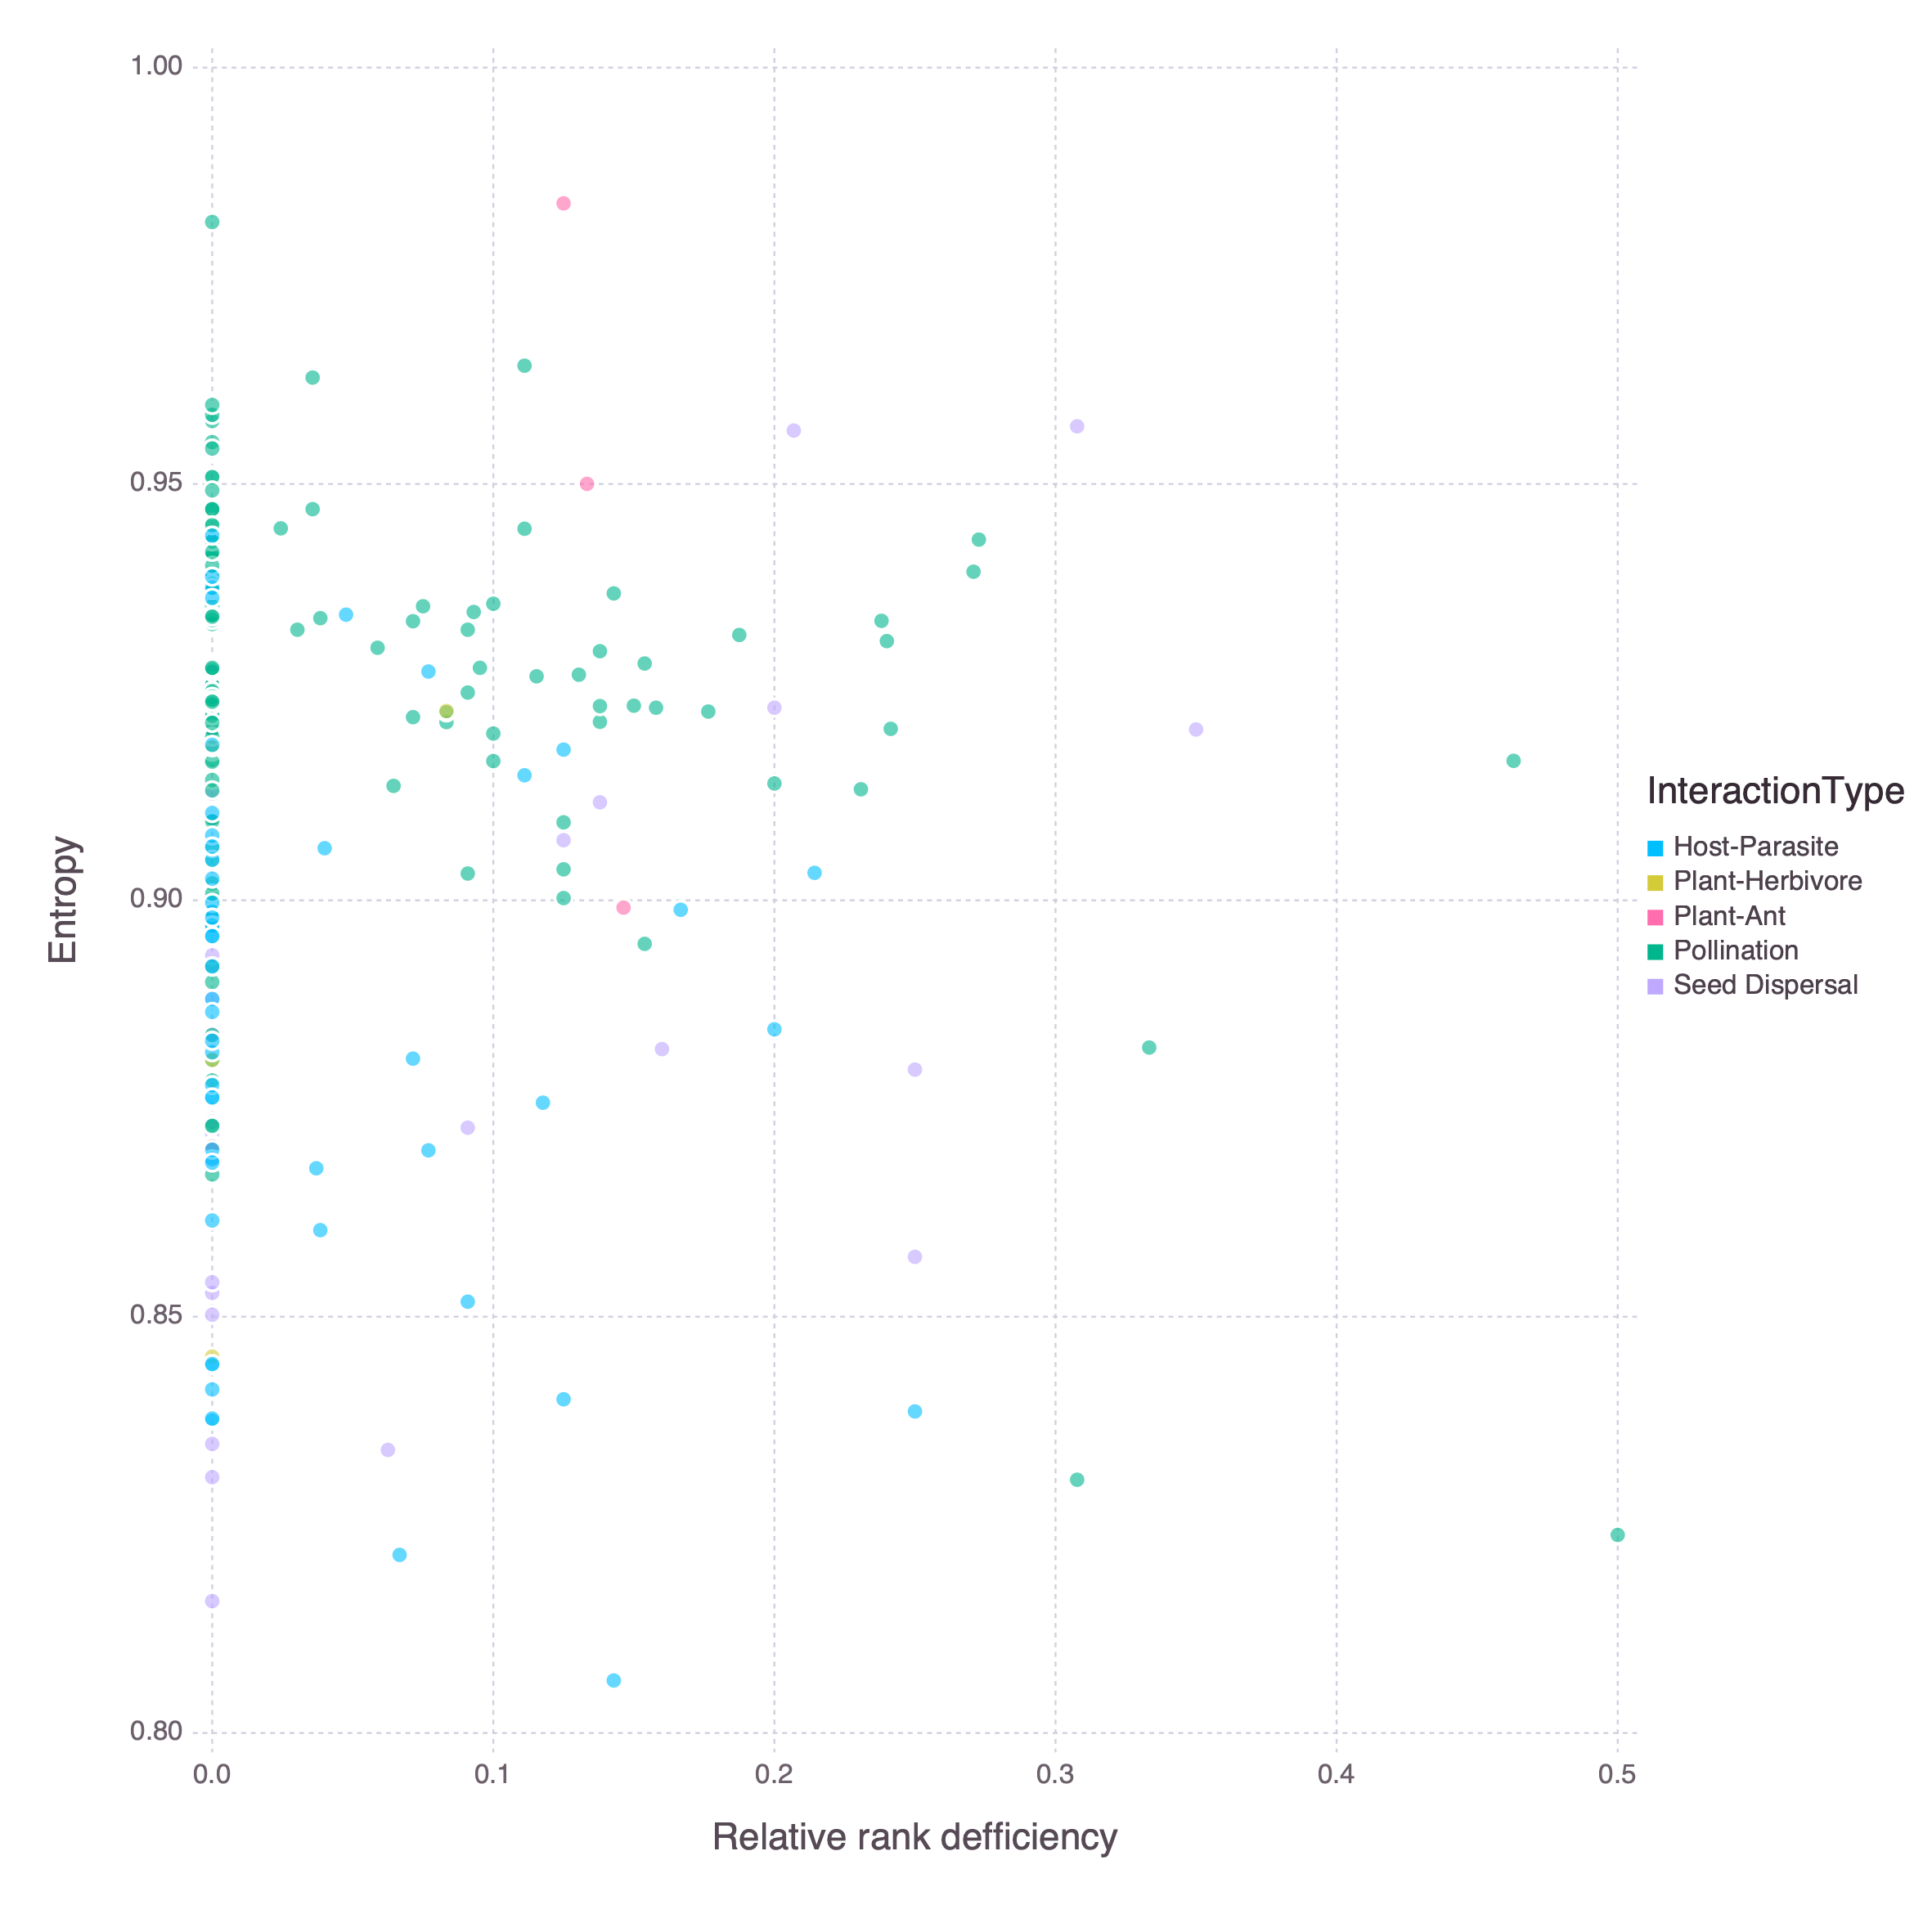 1.00
0.95
0.90
0.85
0.80
Entropy
0.0 0.1 0.2 0.3 0.4 0.5
Relative rank defficiency
InteractionType
Host-Parasite
Plant-Herbivore
Plant-Ant
Pollination
Seed Dispersal